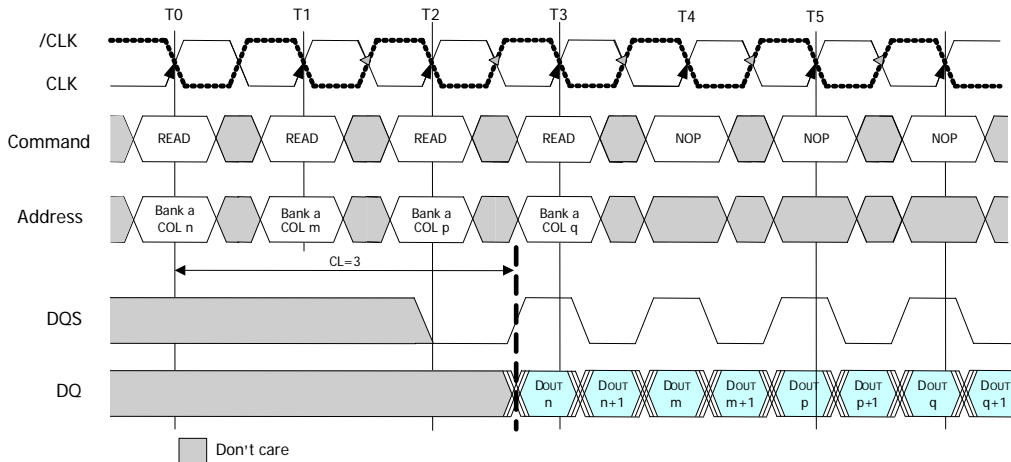 T0 T1 T2 T3 T4 T5
/CLK
CLK
Command READ READ READ READ NOP NOP NOP
Address Bank a COL n Bank a COL m Bank a COL p Bank a COL q
CL=3
DQS
DQ DOUT n DOUT n+1 DOUT m DOUT m+1 DOUT p DOUT p+1 DOUT q DOUT q+1
Don't care